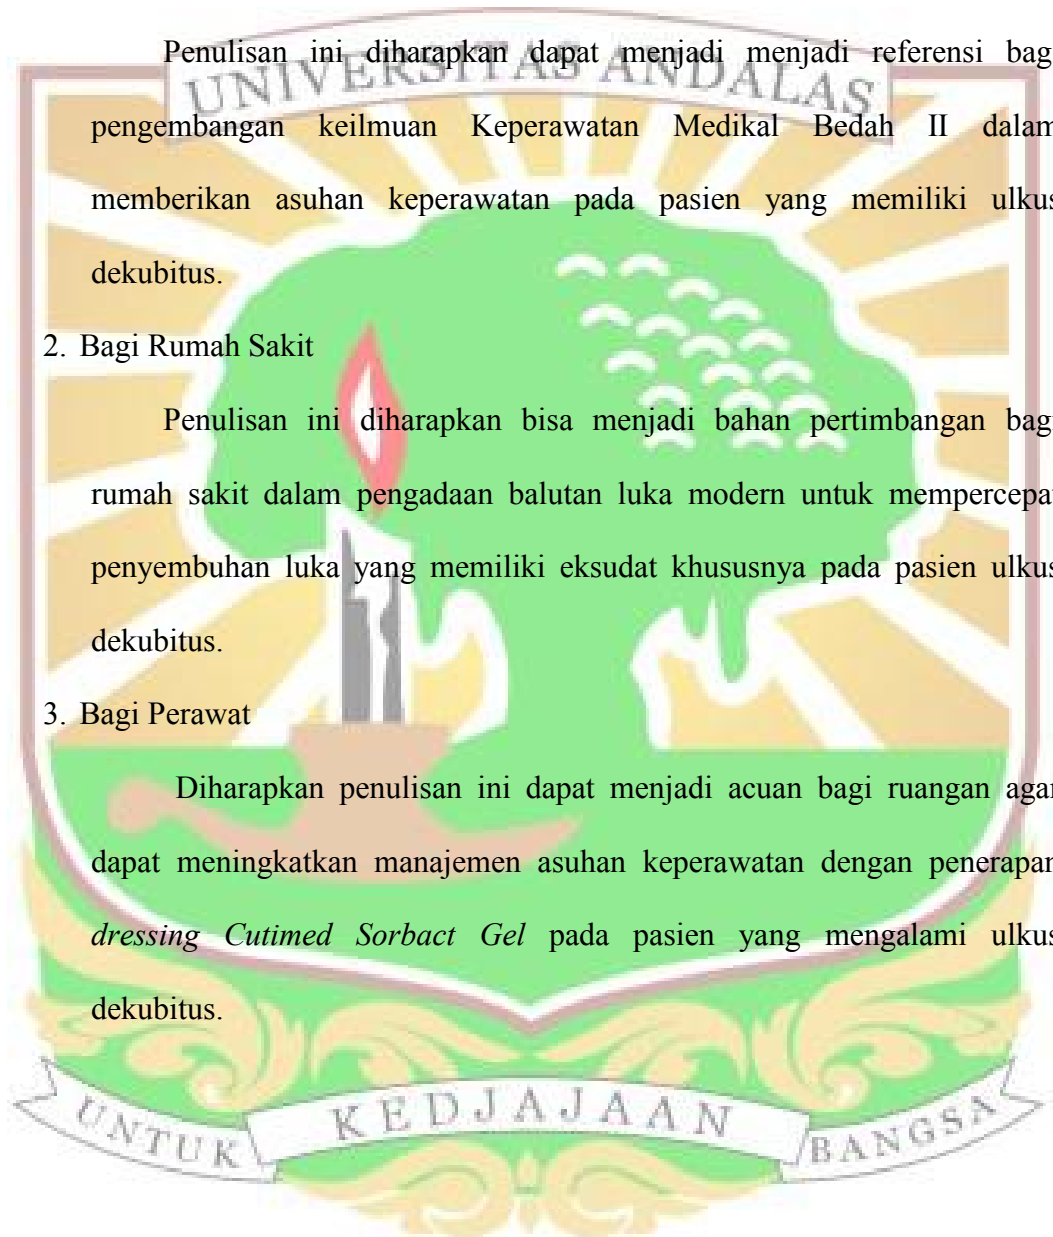 Penulisan ini diharapkan dapat menjadi menjadi referensi bagi
UNIVERSITAS ANDALAS
pengembangan keilmuan Keperawatan Medikal Bedah II dalam
memberikan asuhan keperawatan pada pasien yang memiliki ulkus
dekubitus.
2. Bagi Rumah Sakit
Penulisan ini diharapkan bisa menjadi bahan pertimbangan bagi
rumah sakit dalam pengadaan balutan luka modern untuk mempercepat
penyembuhan luka yang memiliki eksudat khususnya pada pasien ulkus
dekubitus.
3. Bagi Perawat
Diharapkan penulisan ini dapat menjadi acuan bagi ruangan agar
dapat meningkatkan manajemen asuhan keperawatan dengan penerapan
dressing Cutimed Sorbact Gel pada pasien yang mengalami ulkus
dekubitus.
UNTUK KEDJAJAAN BANGSA